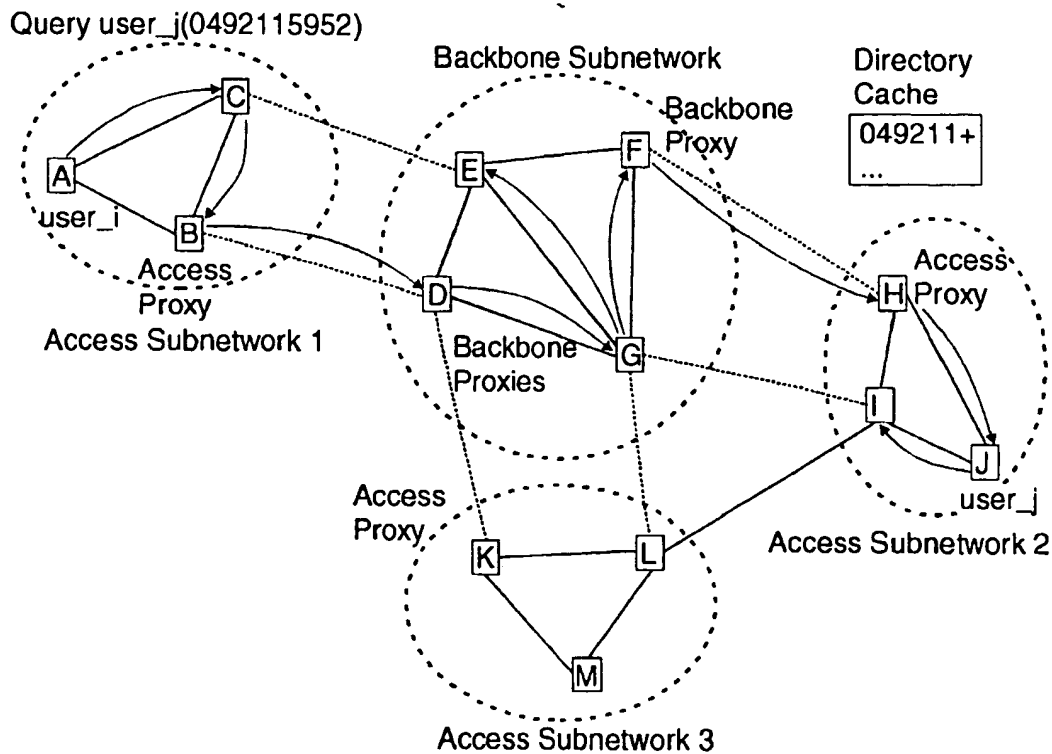 Query user_j(0492115952)
Backbone Subnetwork
Directory
Cache
049211+
...
Backbone
Proxy
C
F
E
A
user_i
B
Access
Proxy
Access Subnetwork 1
D
Backbone
Proxies
G
Access
Proxy
H
I
J
user_j
Access Subnetwork 2
Access
Proxy
K
L
M
Access Subnetwork 3